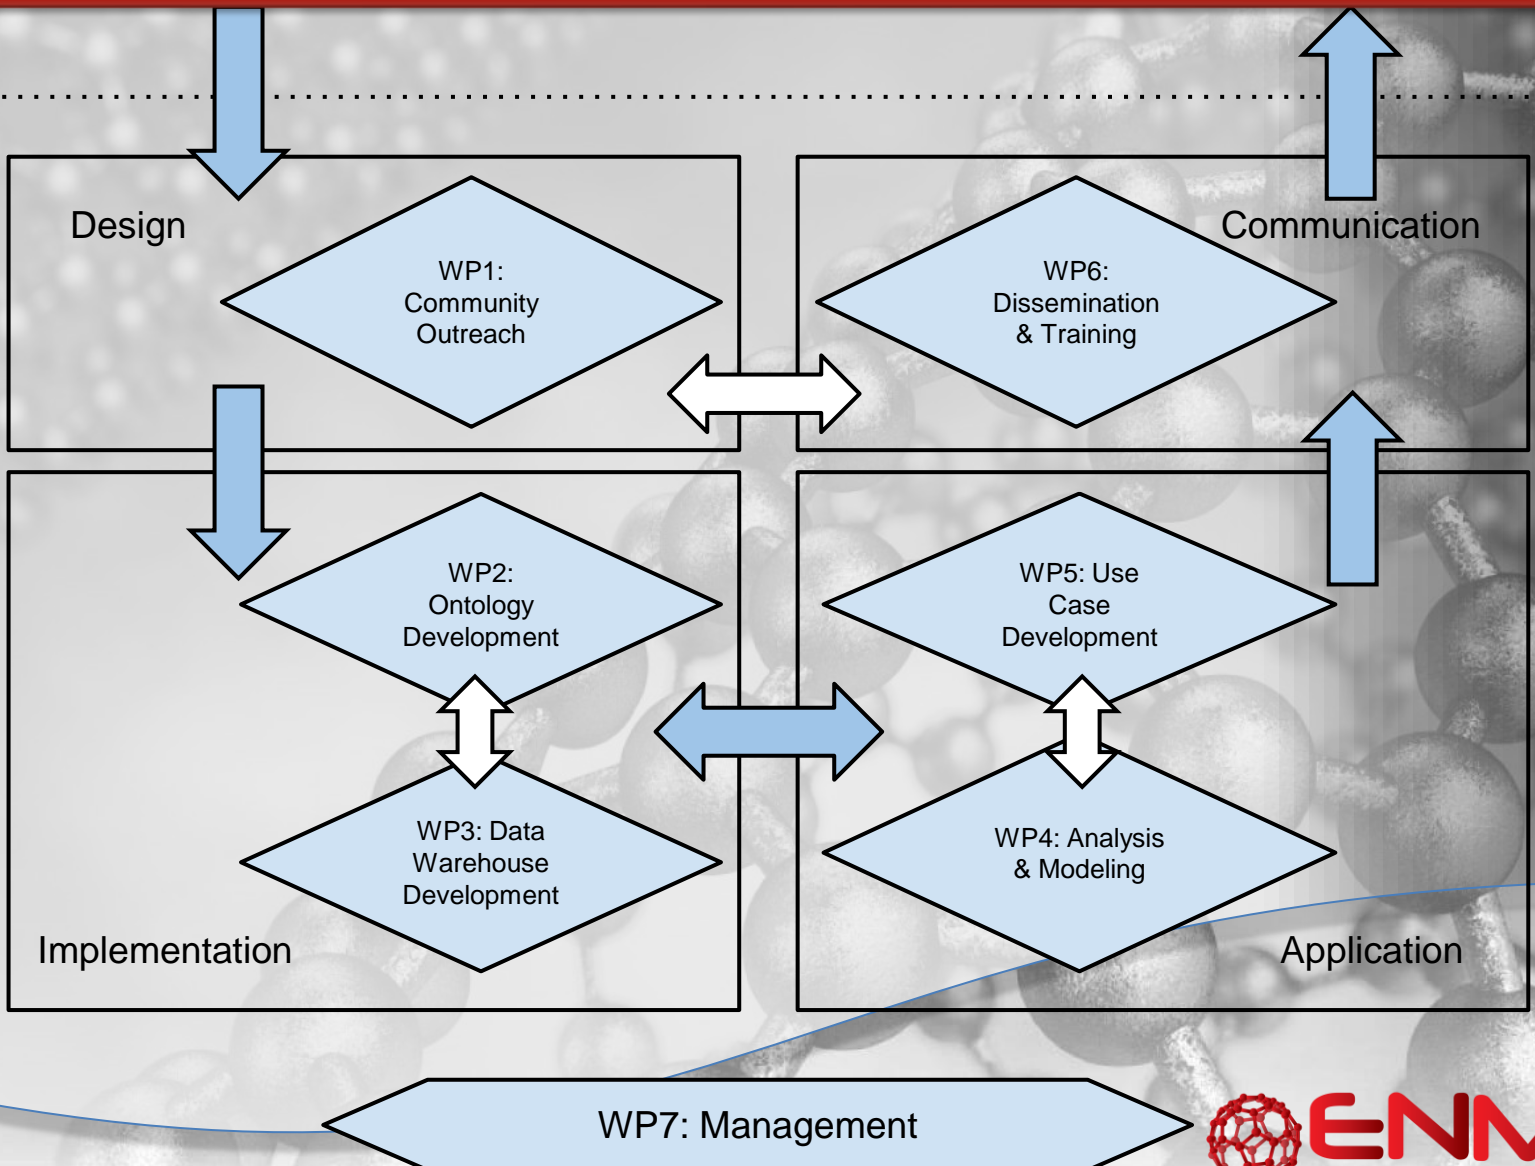 Design
WP1:
Community
Outreach
WP6:
Dissemination
& Training
Communication
WP2:
Ontology
Development
WP5: Use
Case
Development
WP3: Data
Warehouse
Development
WP4: Analysis
& Modeling
Implementation
Application
WP7: Management
ENM